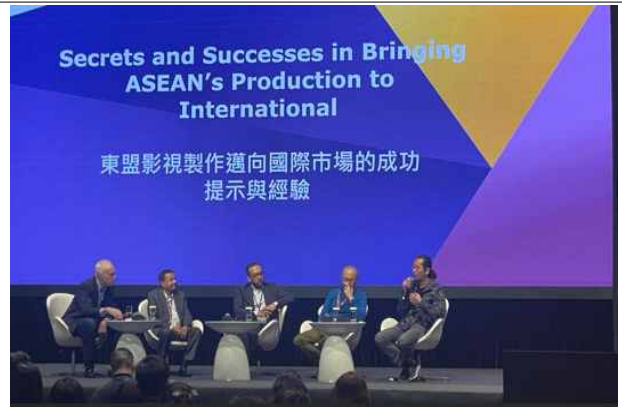 Secrets and Successes in Bringing
ASEAN's Production to
International
東盟影視製作邁向國際市場的成功
提示與經驗